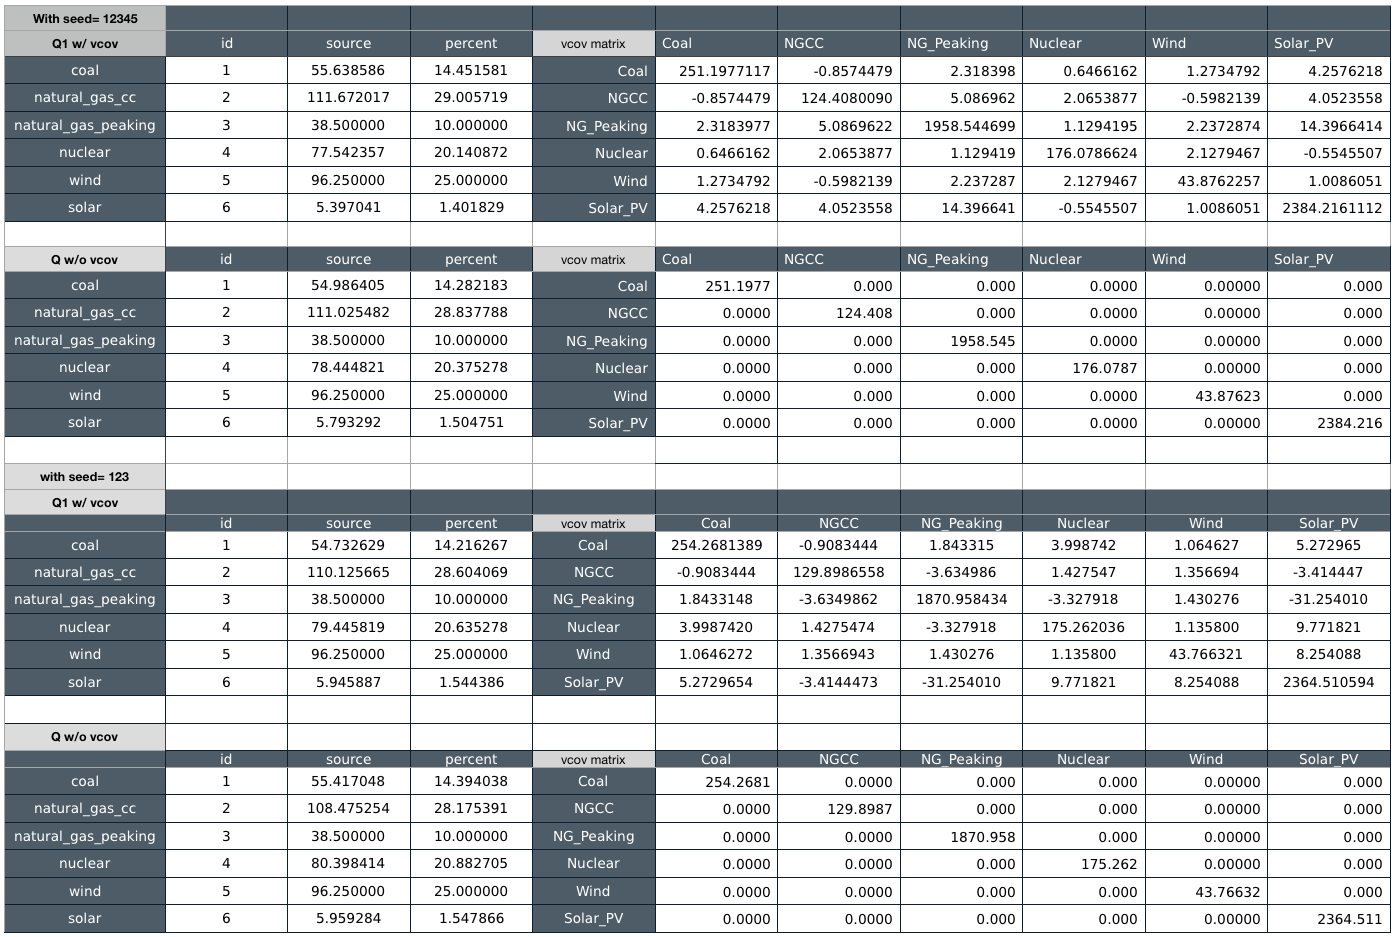 With seed= 12345
Q1 w/ vcov id source percent vcov matrix Coal NGCC NG_Peaking Nuclear Wind Solar_PV
coal 1 55.638586 14.451581 Coal 251.1977117 -0.8574479 2.318398 0.6466162 1.2734792 4.2576218
natural_gas_cc 2 111.672017 29.005719 NGCC -0.8574479 124.4080090 5.086962 2.0653877 -0.5982139 4.0523558
natural_gas_peaking 3 38.500000 10.000000 NG_Peaking 2.3183977 5.0869622 1958.544699 1.1294195 2.2372874 14.3966414
nuclear 4 77.542357 20.140872 Nuclear 0.6466162 2.0653877 1.129419 176.0786624 2.1279467 -0.5545507
wind 5 96.250000 25.000000 Wind 1.2734792 -0.5982139 2.237287 2.1279467 43.8762257 1.0086051
solar 6 5.397041 1.401829 Solar_PV 4.2576218 4.0523558 14.396641 -0.5545507 1.0086051 2384.2161112
Q w/o vcov id source percent vcov matrix Coal NGCC NG_Peaking Nuclear Wind Solar_PV
coal 1 54.986405 14.282183 Coal 251.1977 0.000 0.000 0.0000 0.00000 0.000
natural_gas_cc 2 111.025482 28.837788 NGCC 0.0000 124.408 0.000 0.0000 0.00000 0.000
natural_gas_peaking 3 38.500000 10.000000 NG_Peaking 0.0000 0.000 1958.545 0.0000 0.00000 0.000
nuclear 4 78.444821 20.375278 Nuclear 0.0000 0.000 0.000 176.0787 0.00000 0.000
wind 5 96.250000 25.000000 Wind 0.0000 0.000 0.000 0.0000 43.87623 0.000
solar 6 5.793292 1.504751 Solar_PV 0.0000 0.000 0.000 0.0000 0.00000 2384.216
with seed= 123
Q1 w/ vcov
id source percent vcov matrix Coal NGCC NG_Peaking Nuclear Wind Solar_PV
coal 1 54.732629 14.216267 Coal 254.2681389 -0.9083444 1.843315 3.998742 1.064627 5.272965
natural_gas_cc 2 110.125665 28.604069 NGCC -0.9083444 129.8986558 -3.634986 1.427547 1.356694 -3.414447
natural_gas_peaking 3 38.500000 10.000000 NG_Peaking 1.8433148 -3.6349862 1870.958434 -3.327918 1.430276 -31.254010
nuclear 4 79.445819 20.635278 Nuclear 3.9987420 1.4275474 -3.327918 175.262036 1.135800 9.771821
wind 5 96.250000 25.000000 Wind 1.0646272 1.3566943 1.430276 1.135800 43.766321 8.254088
solar 6 5.945887 1.544386 Solar_PV 5.2729654 -3.4144473 -31.254010 9.771821 8.254088 2364.510594
Q w/o vcov
id source percent vcov matrix Coal NGCC NG_Peaking Nuclear Wind Solar_PV
coal 1 55.417048 14.394038 Coal 254.2681 0.0000 0.000 0.000 0.00000 0.000
natural_gas_cc 2 108.475254 28.175391 NGCC 0.0000 129.8987 0.000 0.000 0.00000 0.000
natural_gas_peaking 3 38.500000 10.000000 NG_Peaking 0.0000 0.0000 1870.958 0.000 0.00000 0.000
nuclear 4 80.398414 20.882705 Nuclear 0.0000 0.0000 0.000 175.262 0.00000 0.000
wind 5 96.250000 25.000000 Wind 0.0000 0.0000 0.000 0.000 43.76632 0.000
solar 6 5.959284 1.547866 Solar_PV 0.0000 0.0000 0.000 0.000 0.00000 2364.511